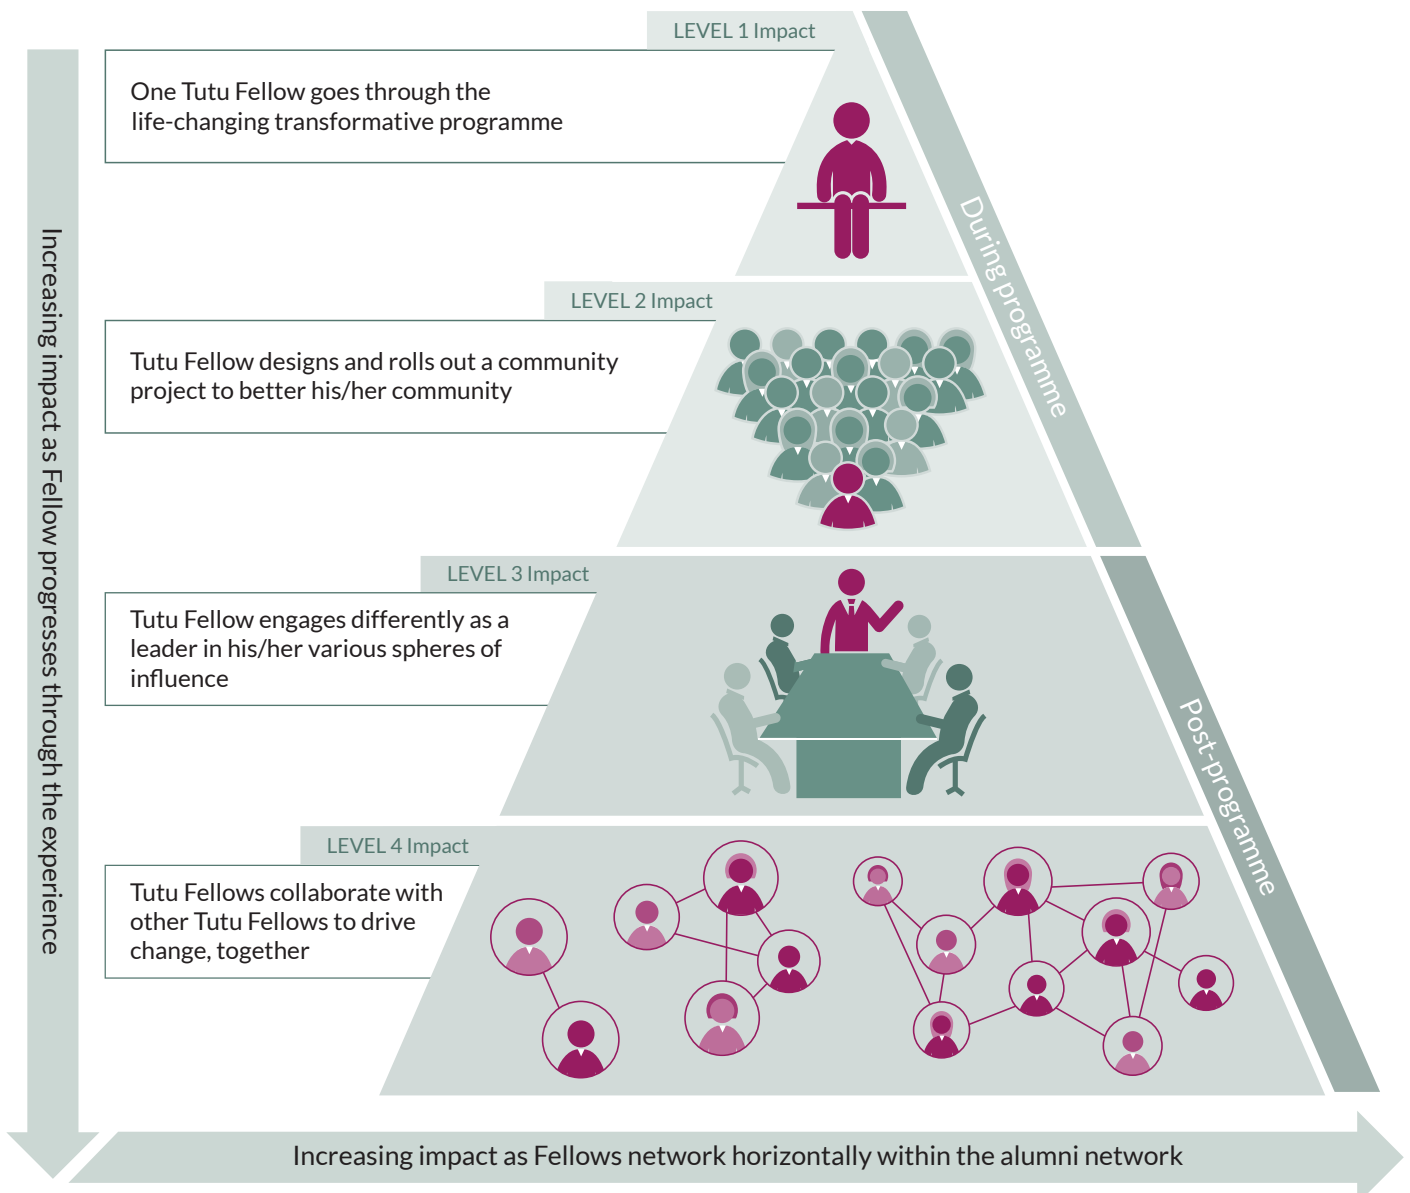 LEVEL 1 Impact
One Tutu Fellow goes through the
life-changing transformative programme
LEVEL 2 Impact
Tutu Fellow designs and rolls out a community
project to better his/her community
LEVEL 3 Impact
Tutu Fellow engages differently as a
leader in his/her various spheres of
influence
LEVEL 4 Impact
Tutu Fellows collaborate with
other Tutu Fellows to drive
change, together
During programme
Post-programme
Increasing impact as Fellow progresses through the experience
Increasing impact as Fellows network horizontally within the alumni network